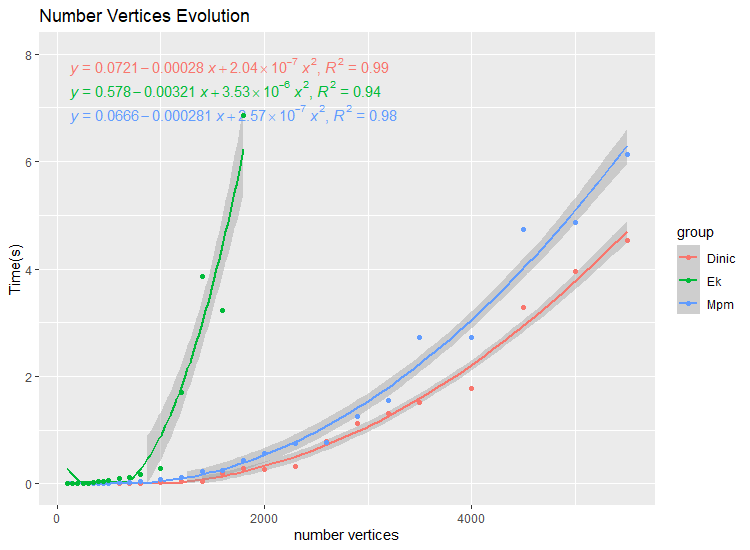 Number Vertices Evolution
y = 0.0721 − 0.00028 x + 2.04 × 10⁻⁷ x², R² = 0.99
y = 0.578 − 0.00321 x + 3.53 × 10⁻⁶ x², R² = 0.94
y = 0.0666 − 0.000281 x + 2.57 × 10⁻⁷ x², R² = 0.98
8
6
4
2
0
Time(s)
0 2000 4000
number vertices
group
Dinic
Ek
Mpm